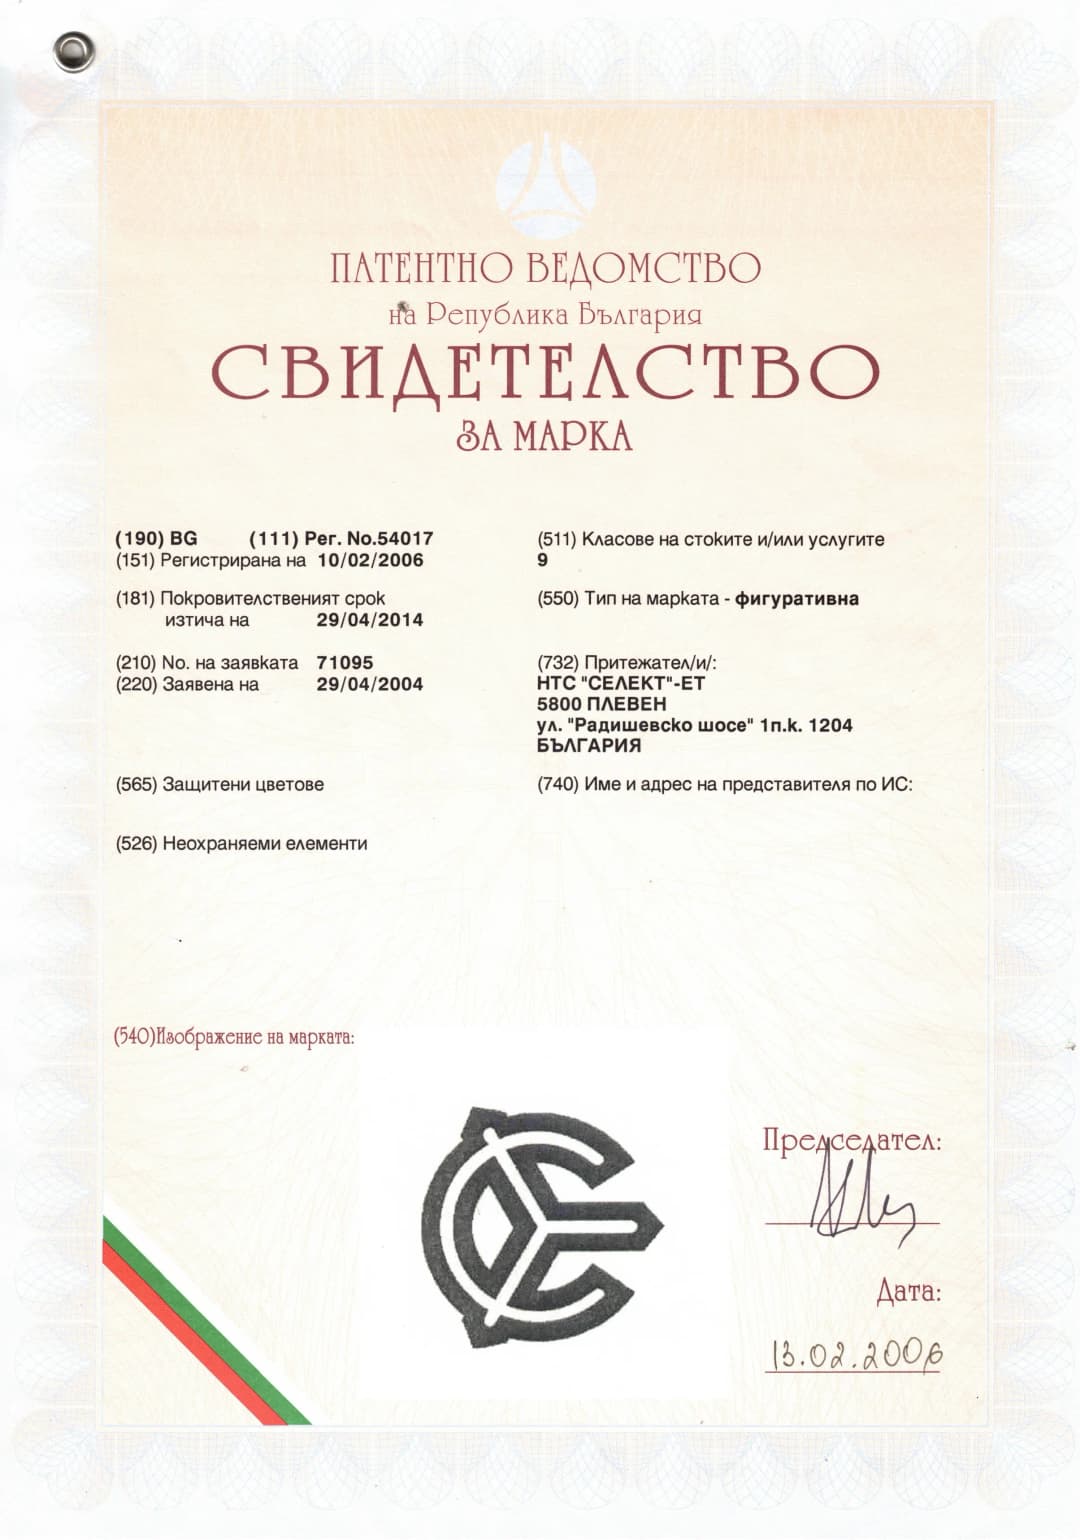 ПАТЕНТНО ВЕДОМСТВО
на Република България
СВИДЕТЕЛСТВО
ЗА МАРКА
(190) BG (111) Рег. No.54017
(151) Регистрирана на 10/02/2006
(181) Покровителственият срок
изтича на 29/04/2014
(210) No. на заявката 71095
(220) Заявена на 29/04/2004
(565) Защитени цветове
(526) Неохраняеми елементи
(511) Класове на стоките и/или услугите
9
(550) Тип на марката - фигуративна
(732) Притежател/и/:
НТС "СЕЛЕКТ"-ЕТ
5800 ПЛЕВЕН
ул. "Радишевско шосе" 1п.к. 1204
БЪЛГАРИЯ
(740) Име и адрес на представителя по ИС:
(540)Изображение на марката:
Председател:
Дата:
13.02.2006